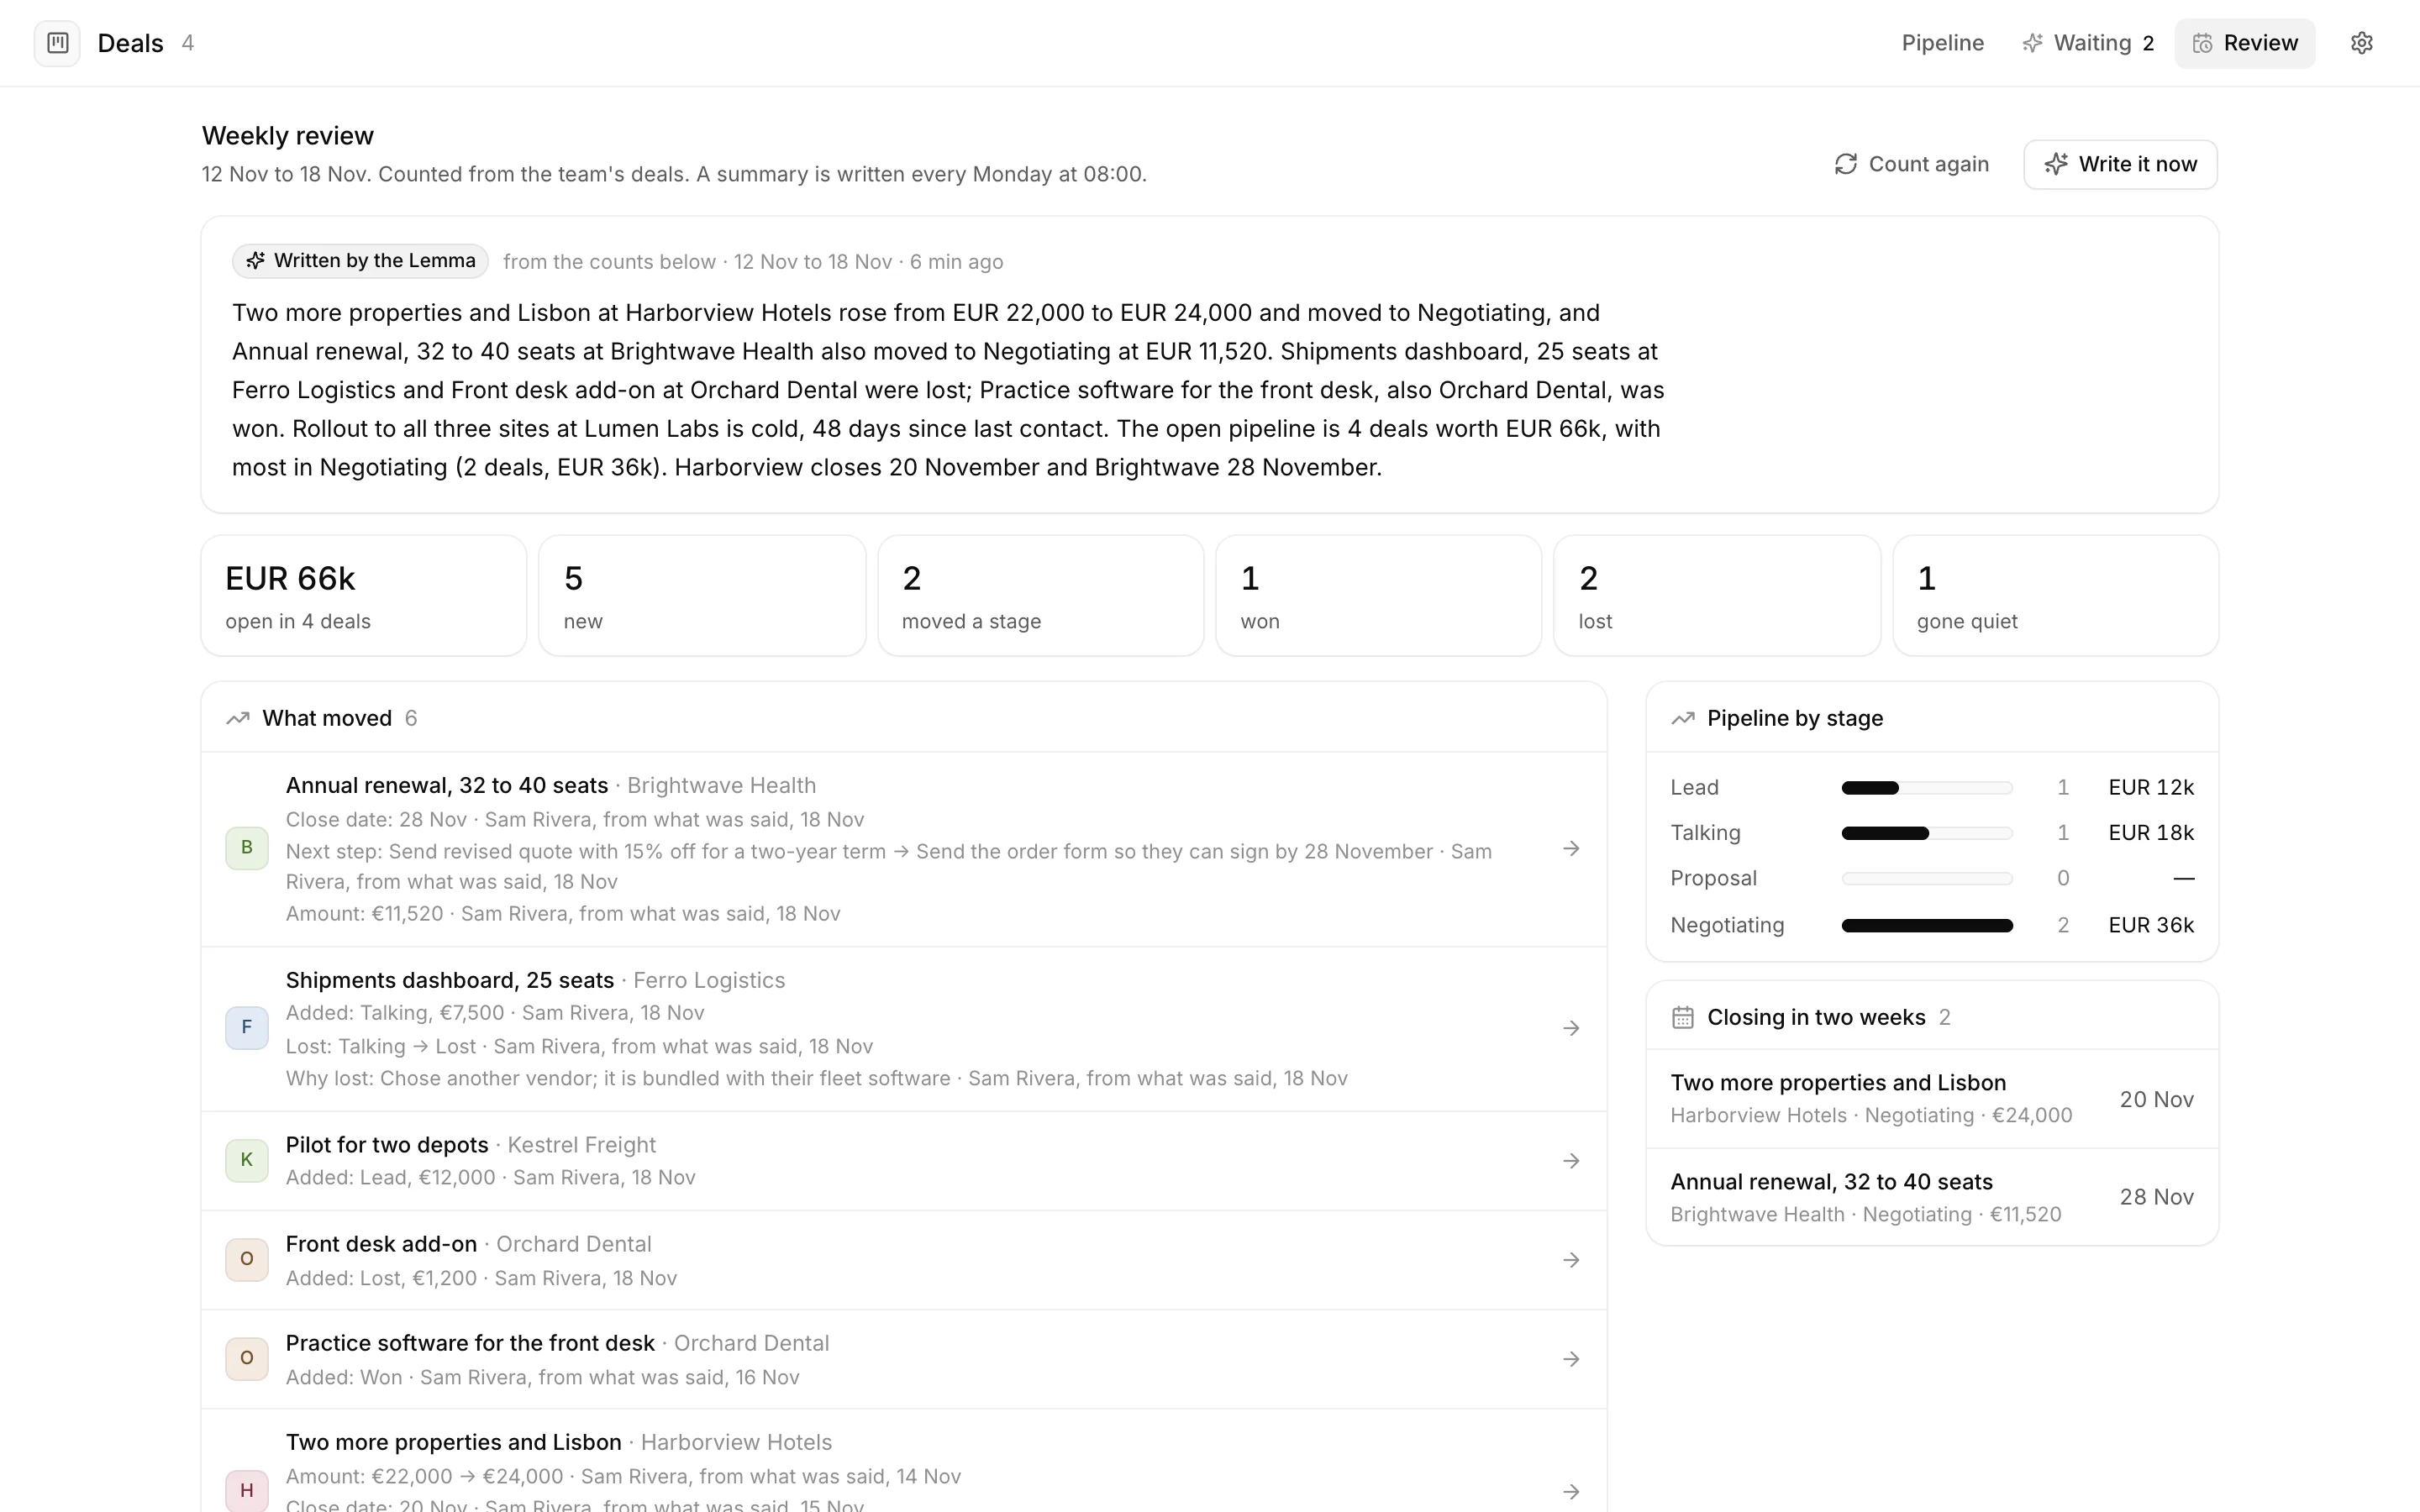 Deals 4
Pipeline
Waiting 2
Review
Weekly review
12 Nov to 18 Nov. Counted from the team's deals. A summary is written every Monday at 08:00.
Count again
Write it now
Written by the Lemma from the counts below · 12 Nov to 18 Nov · 6 min ago
Two more properties and Lisbon at Harborview Hotels rose from EUR 22,000 to EUR 24,000 and moved to Negotiating, and
Annual renewal, 32 to 40 seats at Brightwave Health also moved to Negotiating at EUR 11,520. Shipments dashboard, 25 seats at
Ferro Logistics and Front desk add-on at Orchard Dental were lost; Practice software for the front desk, also Orchard Dental, was
won. Rollout to all three sites at Lumen Labs is cold, 48 days since last contact. The open pipeline is 4 deals worth EUR 66k, with
most in Negotiating (2 deals, EUR 36k). Harborview closes 20 November and Brightwave 28 November.
EUR 66k
open in 4 deals
5
new
2
moved a stage
1
won
2
lost
1
gone quiet
What moved 6
B
Annual renewal, 32 to 40 seats · Brightwave Health
Close date: 28 Nov · Sam Rivera, from what was said, 18 Nov
Next step: Send revised quote with 15% off for a two-year term → Send the order form so they can sign by 28 November · Sam
Rivera, from what was said, 18 Nov
Amount: €11,520 · Sam Rivera, from what was said, 18 Nov
F
Shipments dashboard, 25 seats · Ferro Logistics
Added: Talking, €7,500 · Sam Rivera, 18 Nov
Lost: Talking → Lost · Sam Rivera, from what was said, 18 Nov
Why lost: Chose another vendor; it is bundled with their fleet software · Sam Rivera, from what was said, 18 Nov
K
Pilot for two depots · Kestrel Freight
Added: Lead, €12,000 · Sam Rivera, 18 Nov
O
Front desk add-on · Orchard Dental
Added: Lost, €1,200 · Sam Rivera, 18 Nov
O
Practice software for the front desk · Orchard Dental
Added: Won · Sam Rivera, from what was said, 16 Nov
H
Two more properties and Lisbon · Harborview Hotels
Amount: €22,000 → €24,000 · Sam Rivera, from what was said, 14 Nov
Close date: 20 Nov · Sam Rivera, from what was said, 15 Nov
Pipeline by stage
Lead 1 EUR 12k
Talking 1 EUR 18k
Proposal 0 —
Negotiating 2 EUR 36k
Closing in two weeks 2
Two more properties and Lisbon
Harborview Hotels · Negotiating · €24,000
20 Nov
Annual renewal, 32 to 40 seats
Brightwave Health · Negotiating · €11,520
28 Nov